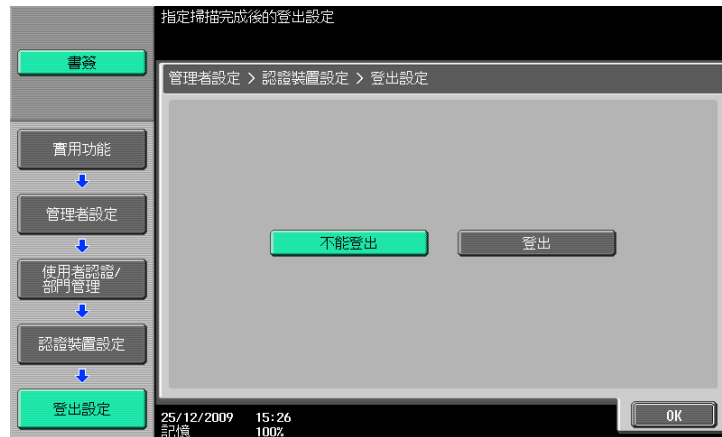 指定掃描完成後的登出設定
書簽
管理者設定 > 認證裝置設定 > 登出設定
實用功能
管理者設定
使用者認證/
部門管理
認證裝置設定
登出設定
不能登出
登出
25/12/2009 15:26
記憶 100%
OK